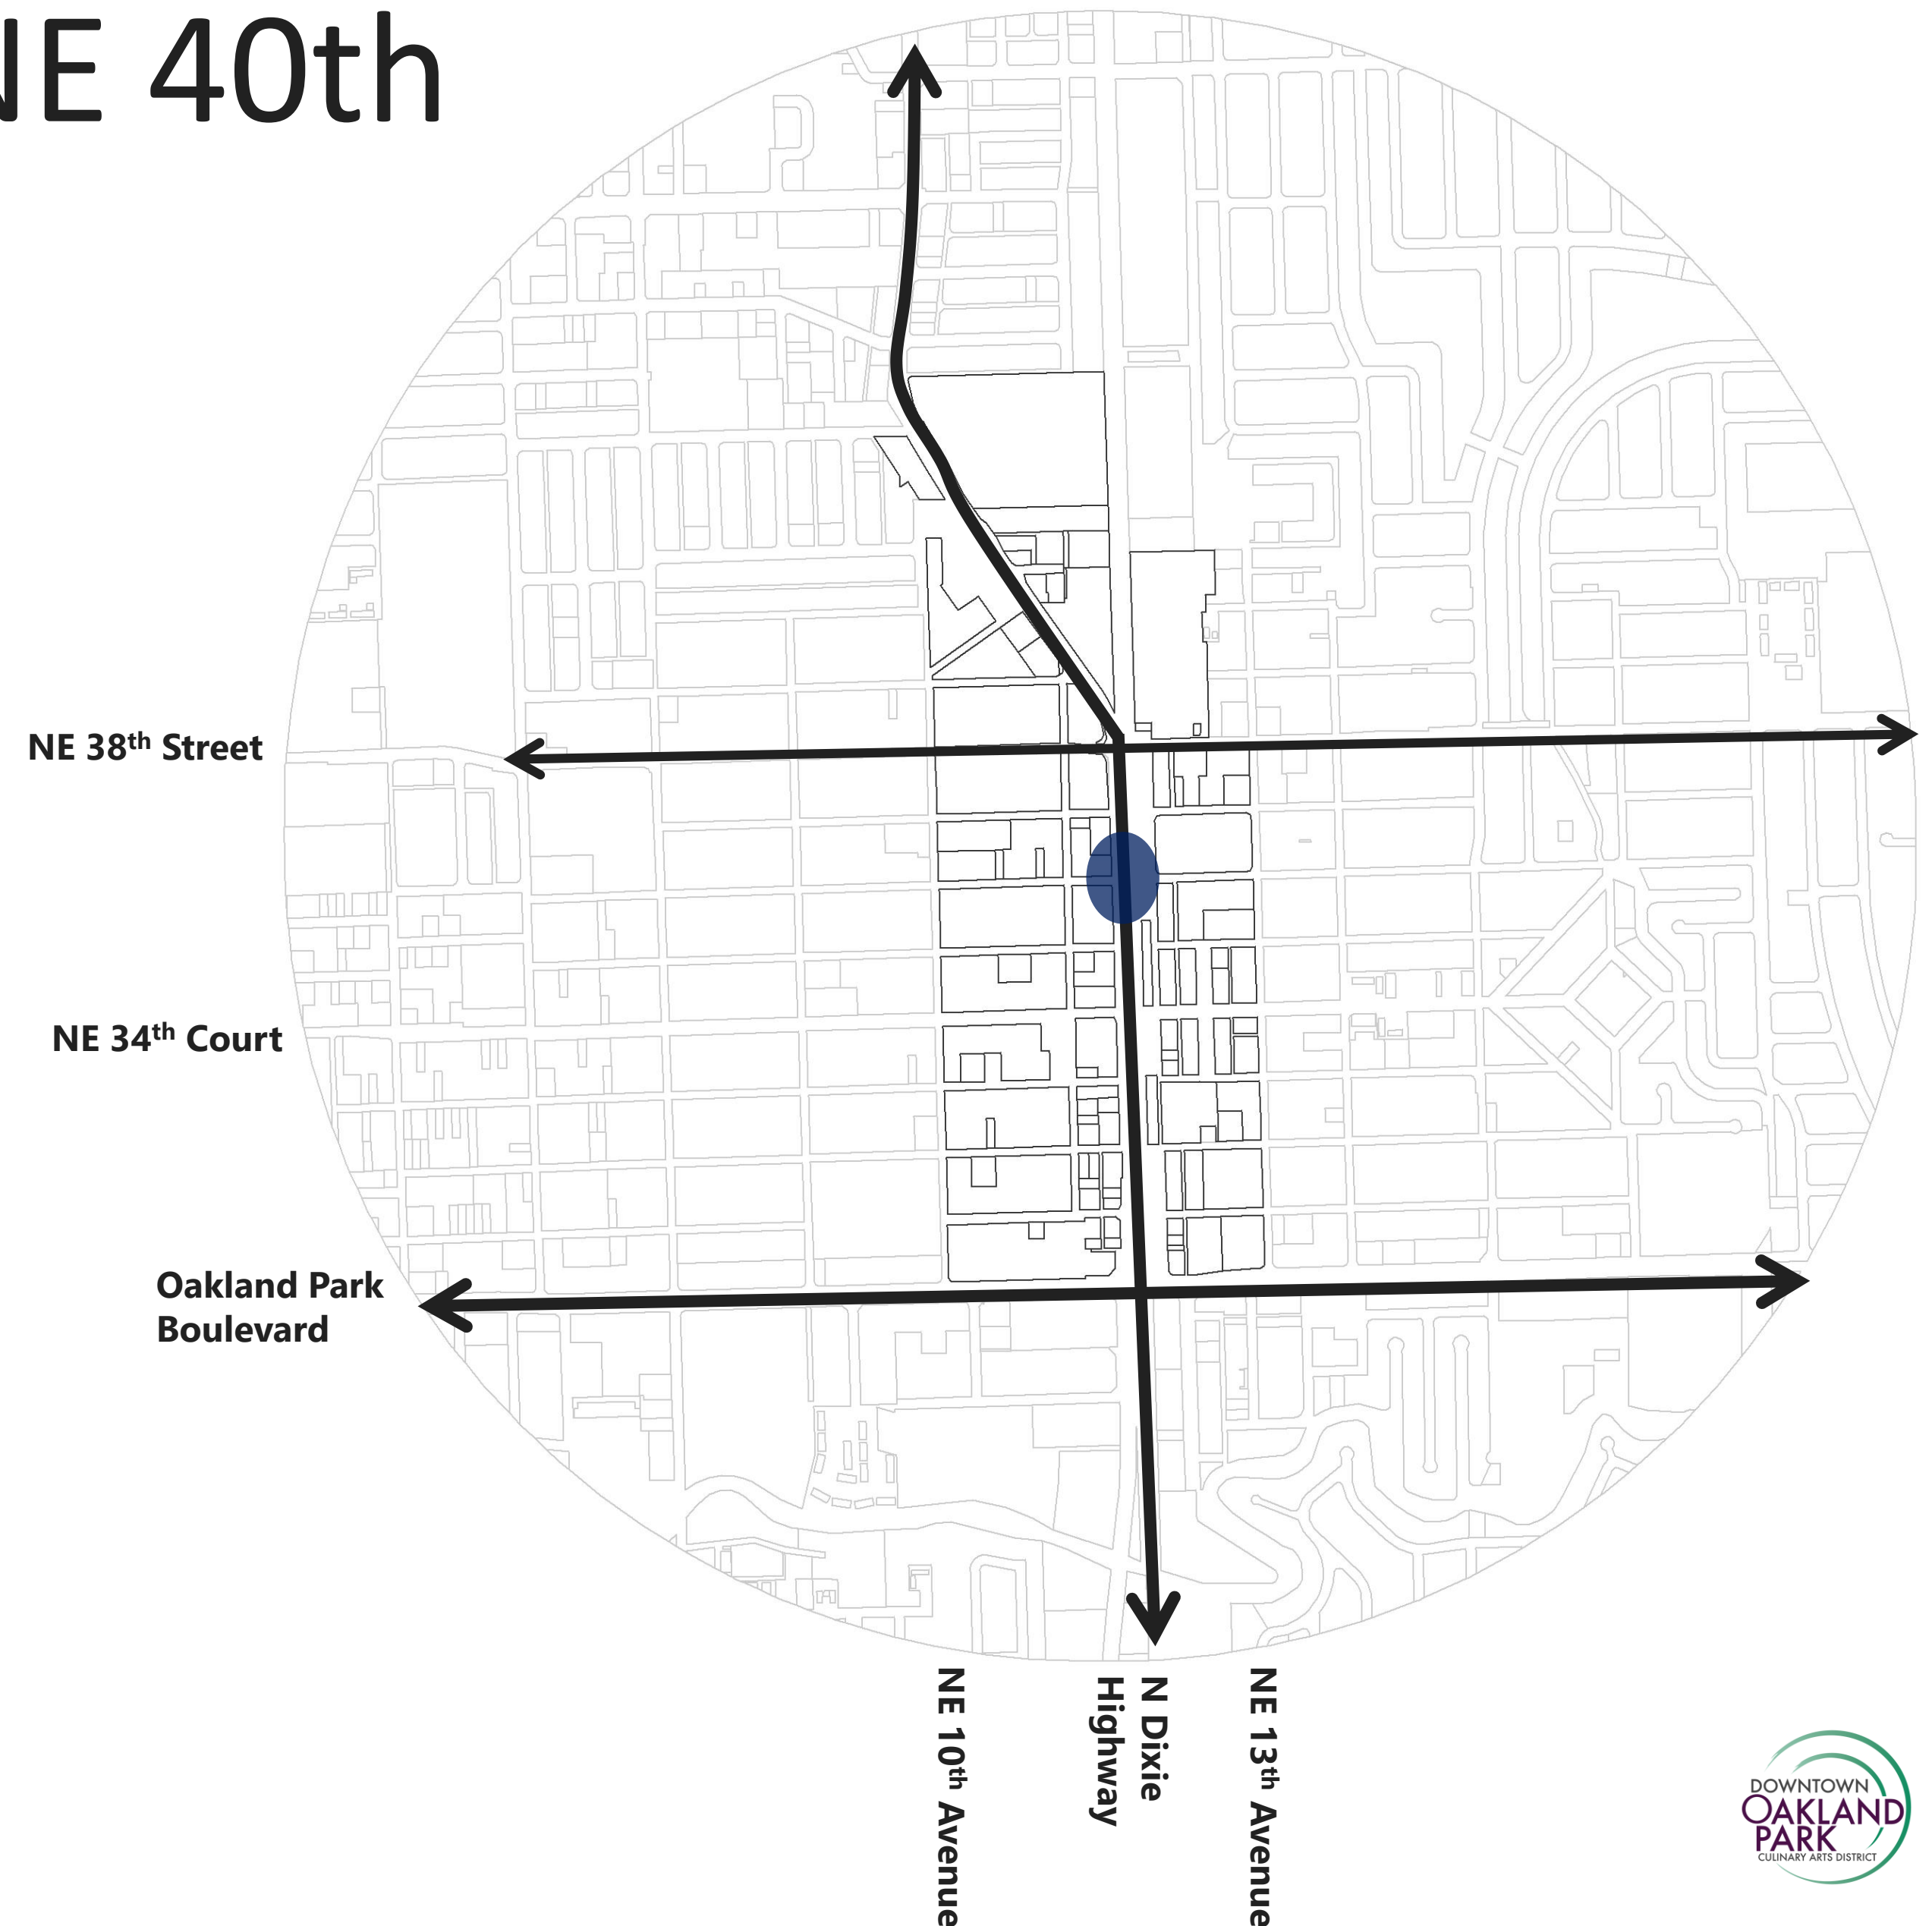 NE 40th
NE 38th Street
NE 34th Court
Oakland Park
Boulevard
NE 10th Avenue
N Dixie
Highway
NE 13th Avenue
DOWNTOWN
OAKLAND
PARK
CULINARY ARTS DISTRICT